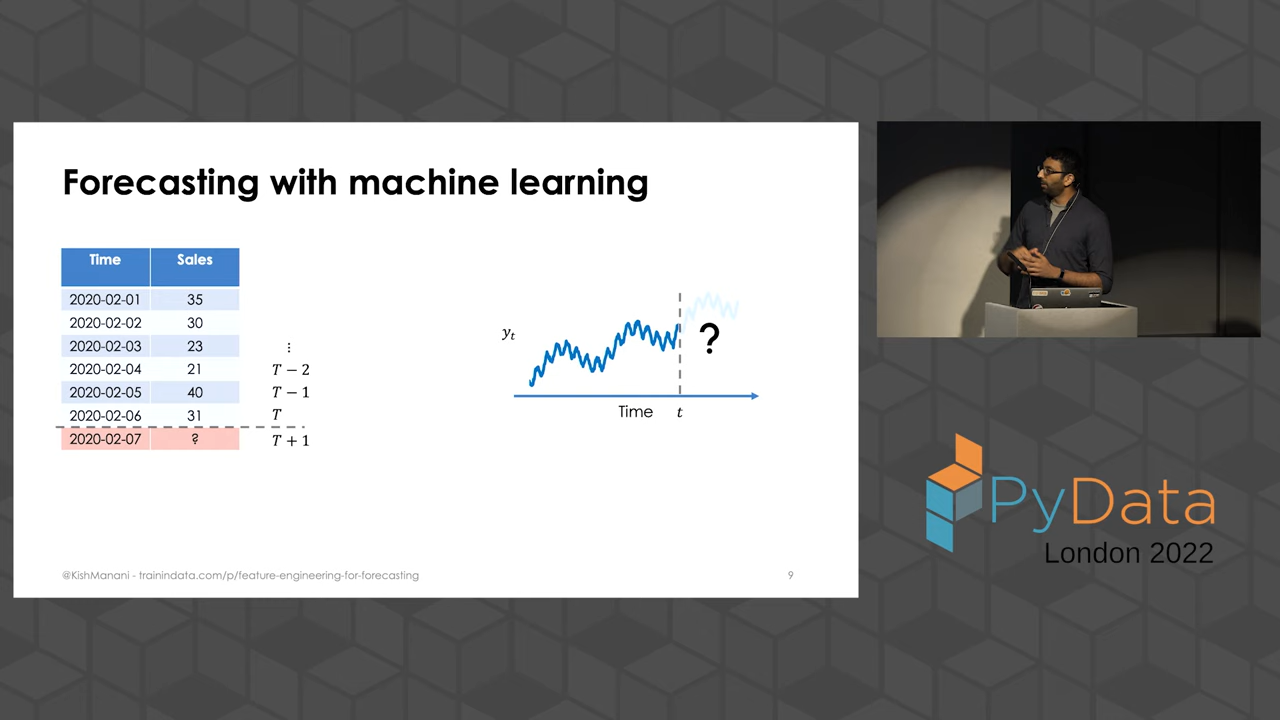 Forecasting with machine learning
Time Sales
2020-02-01 35
2020-02-02 30
2020-02-03 23 ⋮
2020-02-04 21 T − 2
2020-02-05 40 T − 1
2020-02-06 31 T
2020-02-07 ? T + 1
y_t
?
Time t
@KishManani - trainindata.com/p/feature-engineering-for-forecasting
9
PyData
London 2022